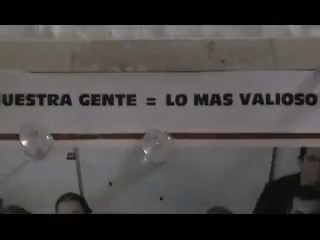 UESTRA GENTE = LO MAS VALIOSO